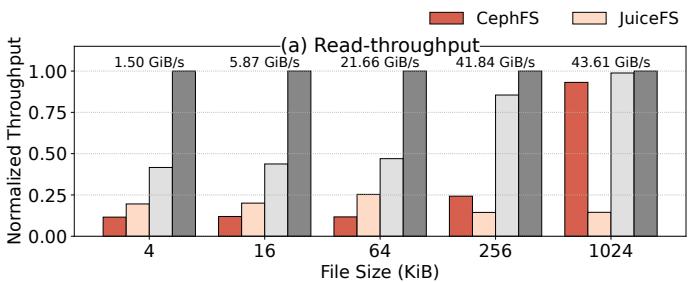 CephFS JuiceFS
(a) Read-throughput
Normalized Throughput
1.00
0.75
0.50
0.25
0.00
1.50 GiB/s 5.87 GiB/s 21.66 GiB/s 41.84 GiB/s 43.61 GiB/s
4 16 64 256 1024
File Size (KiB)